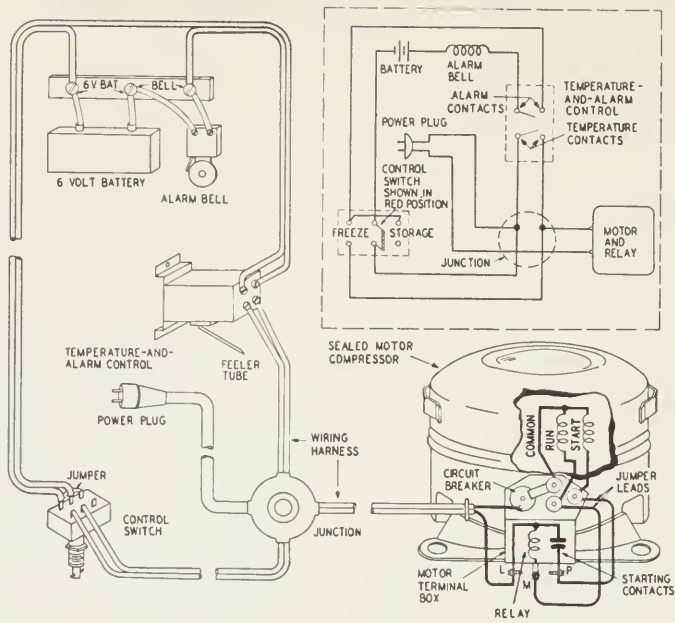 6V BAT.
BELL
6 VOLT BATTERY
ALARM BELL
BATTERY
ALARM
BELL
ALARM
CONTACTS
TEMPERATURE-
AND-ALARM
CONTROL
TEMPERATURE
CONTACTS
POWER PLUG
CONTROL
SWITCH
SHOWN IN
RED POSITION
FREEZE
STORAGE
JUNCTION
MOTOR
AND
RELAY
TEMPERATURE-AND-
ALARM CONTROL
FEELER
TUBE
POWER PLUG
WIRING
HARNESS
JUMPER
CONTROL
SWITCH
JUNCTION
SEALED MOTOR
COMPRESSOR
COMMON
RUN
START
CIRCUIT
BREAKER
JUMPER
LEADS
MOTOR
TERMINAL
BOX
L
M
P
RELAY
STARTING
CONTACTS